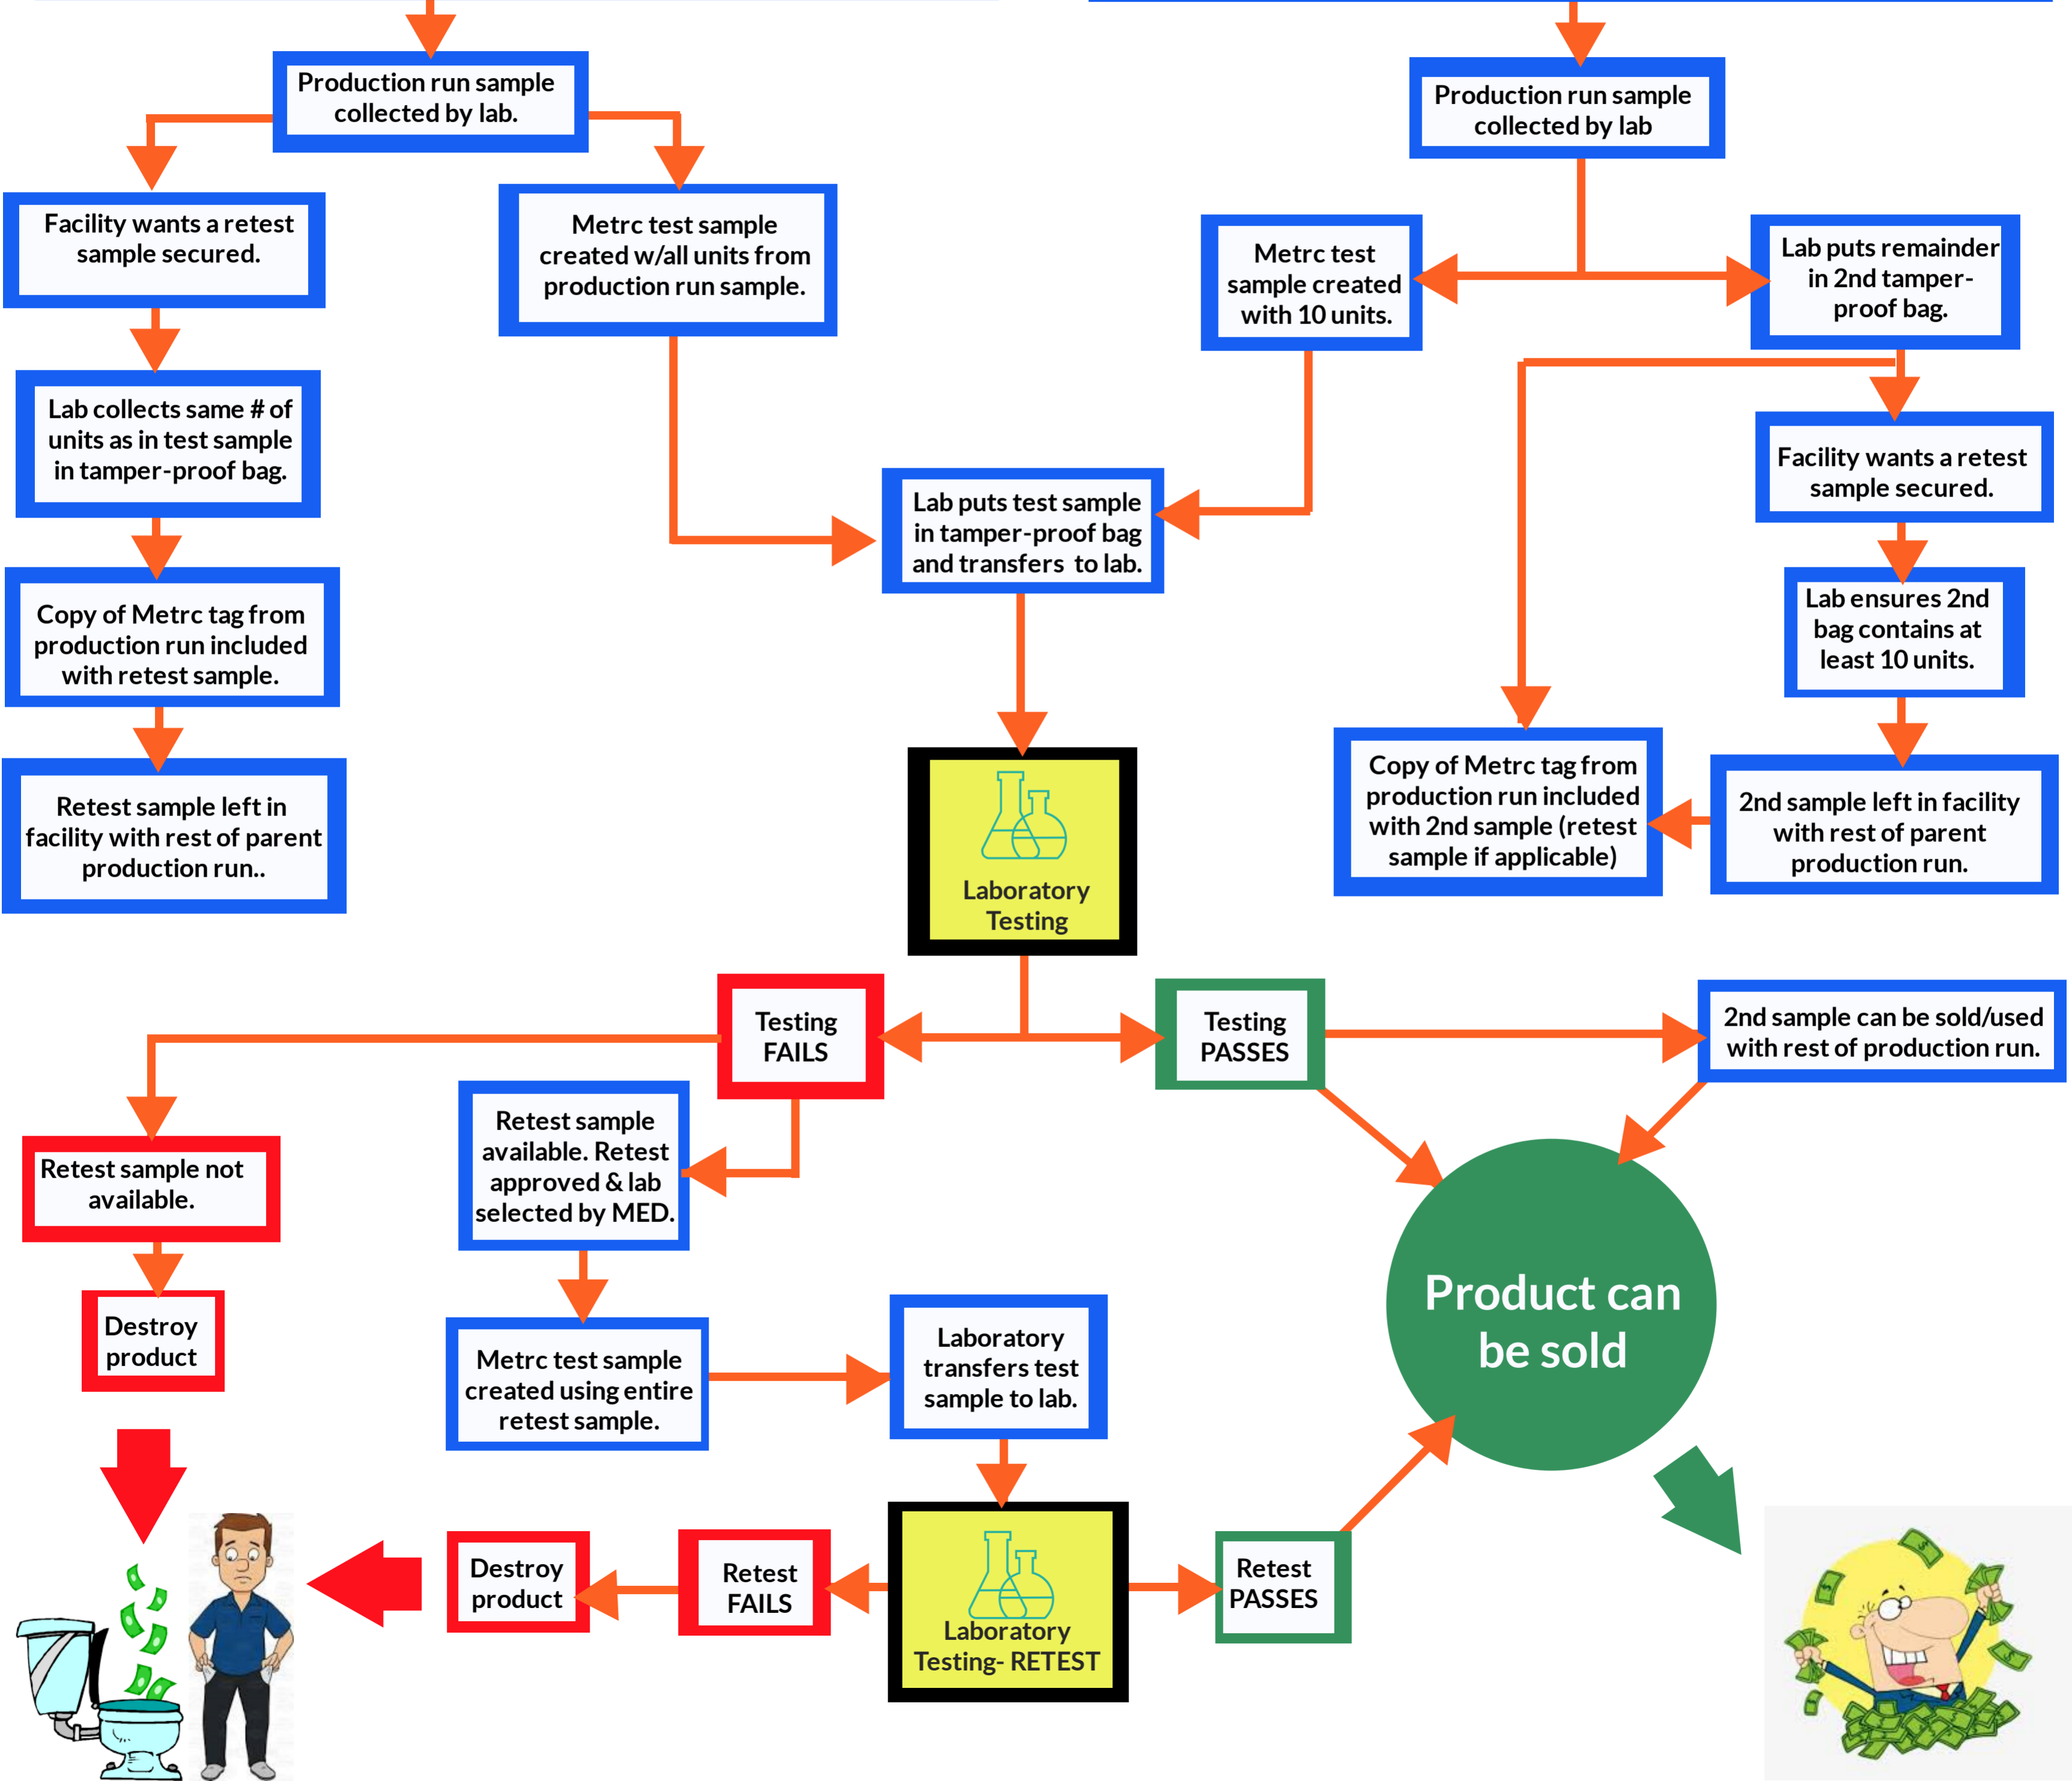 Production run sample
collected by lab.
Production run sample
collected by lab
Facility wants a retest
sample secured.
Metrc test sample
created w/all units from
production run sample.
Metrc test
sample created
with 10 units.
Lab puts remainder
in 2nd tamper-
proof bag.
Lab collects same # of
units as in test sample
in tamper-proof bag.
Lab puts test sample
in tamper-proof bag
and transfers to lab.
Facility wants a retest
sample secured.
Copy of Metrc tag from
production run included
with retest sample.
Lab ensures 2nd
bag contains at
least 10 units.
Retest sample left in
facility with rest of parent
production run..
Copy of Metrc tag from
production run included
with 2nd sample (retest
sample if applicable)
2nd sample left in facility
with rest of parent
production run.
Laboratory
Testing
Testing
FAILS
Testing
PASSES
2nd sample can be sold/used
with rest of production run.
Retest sample not
available.
Retest sample
available. Retest
approved & lab
selected by MED.
Destroy
product
Metrc test sample
created using entire
retest sample.
Laboratory
transfers test
sample to lab.
Product can
be sold
Destroy
product
Retest
FAILS
Laboratory
Testing- RETEST
Retest
PASSES